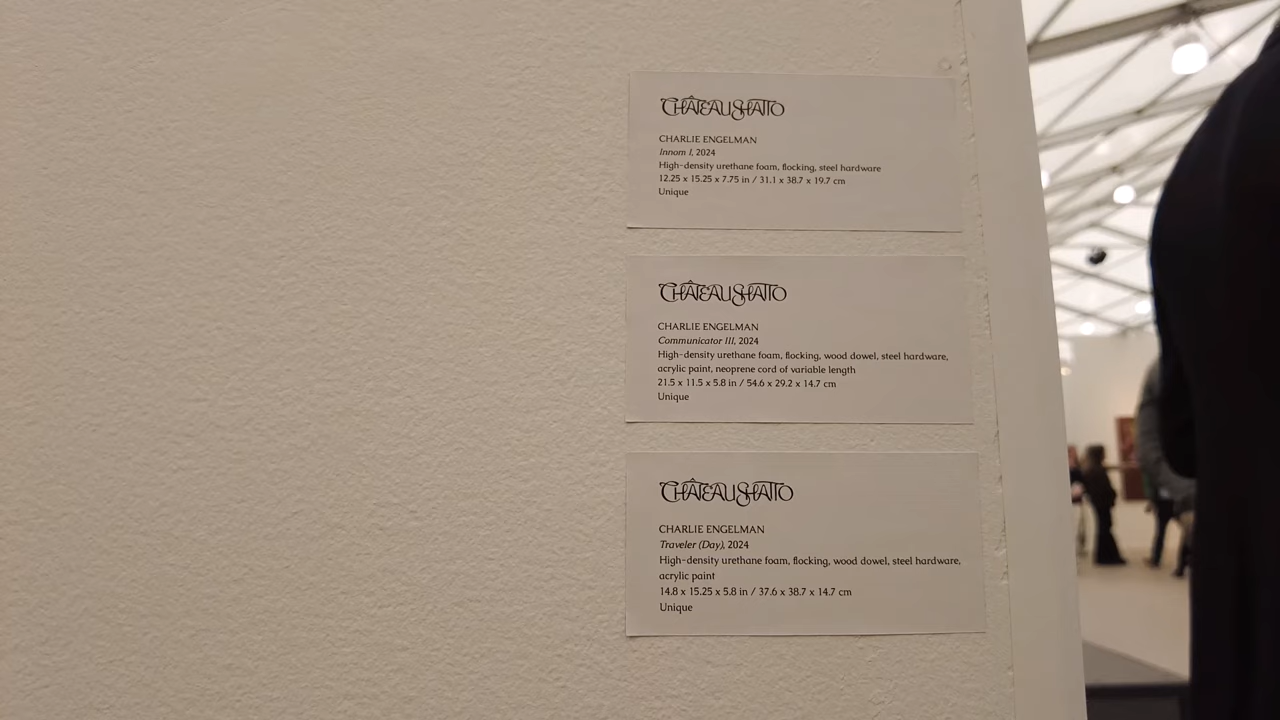 CHÂTEAU SHATTO
CHARLIE ENGELMAN
Innom I, 2024
High-density urethane foam, flocking, steel hardware
12.25 x 15.25 x 7.75 in / 31.1 x 38.7 x 19.7 cm
Unique
CHÂTEAU SHATTO
CHARLIE ENGELMAN
Communicator III, 2024
High-density urethane foam, flocking, wood dowel, steel hardware,
acrylic paint, neoprene cord of variable length
21.5 x 11.5 x 5.8 in / 54.6 x 29.2 x 14.7 cm
Unique
CHÂTEAU SHATTO
CHARLIE ENGELMAN
Traveler (Day), 2024
High-density urethane foam, flocking, wood dowel, steel hardware,
acrylic paint
14.8 x 15.25 x 5.8 in / 37.6 x 38.7 x 14.7 cm
Unique